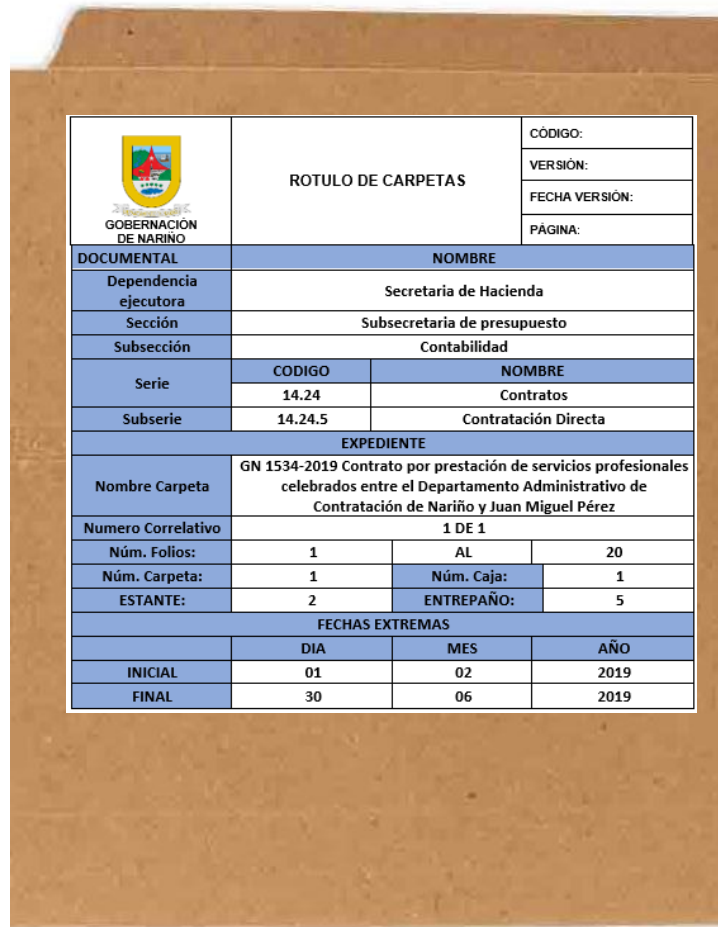 GOBERNACIÓN
DE NARIÑO
ROTULO DE CARPETAS
CÓDIGO:
VERSIÓN:
FECHA VERSIÓN:
PÁGINA:
DOCUMENTAL NOMBRE
Dependencia
ejecutora
Secretaria de Hacienda
Sección Subsecretaria de presupuesto
Subsección Contabilidad
Serie
CODIGO NOMBRE
14.24 Contratos
Subserie 14.24.5 Contratación Directa
EXPEDIENTE
Nombre Carpeta
GN 1534-2019 Contrato por prestación de servicios profesionales
celebrados entre el Departamento Administrativo de
Contratación de Nariño y Juan Miguel Pérez
Numero Correlativo 1 DE 1
Núm. Folios: 1 AL 20
Núm. Carpeta: 1 Núm. Caja: 1
ESTANTE: 2 ENTREPAÑO: 5
FECHAS EXTREMAS
DIA MES AÑO
INICIAL 01 02 2019
FINAL 30 06 2019